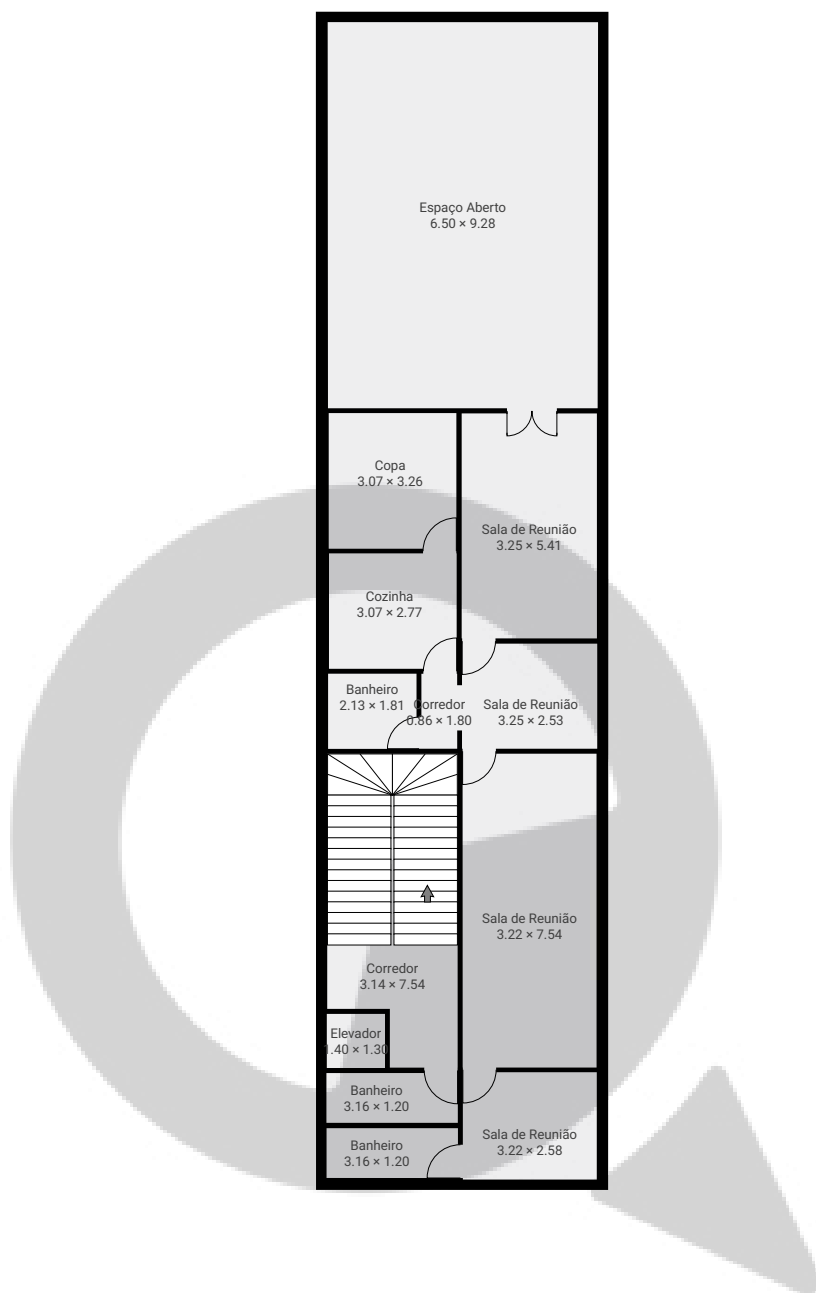 Espaço Aberto
6.50 × 9.28
Copa
3.07 × 3.26
Sala de Reunião
3.25 × 5.41
Cozinha
3.07 × 2.77
Banheiro
2.13 × 1.81
Corredor
0.86 × 1.80
Sala de Reunião
3.25 × 2.53
Sala de Reunião
3.22 × 7.54
Corredor
3.14 × 7.54
Elevador
1.40 × 1.30
Banheiro
3.16 × 1.20
Banheiro
3.16 × 1.20
Sala de Reunião
3.22 × 2.58